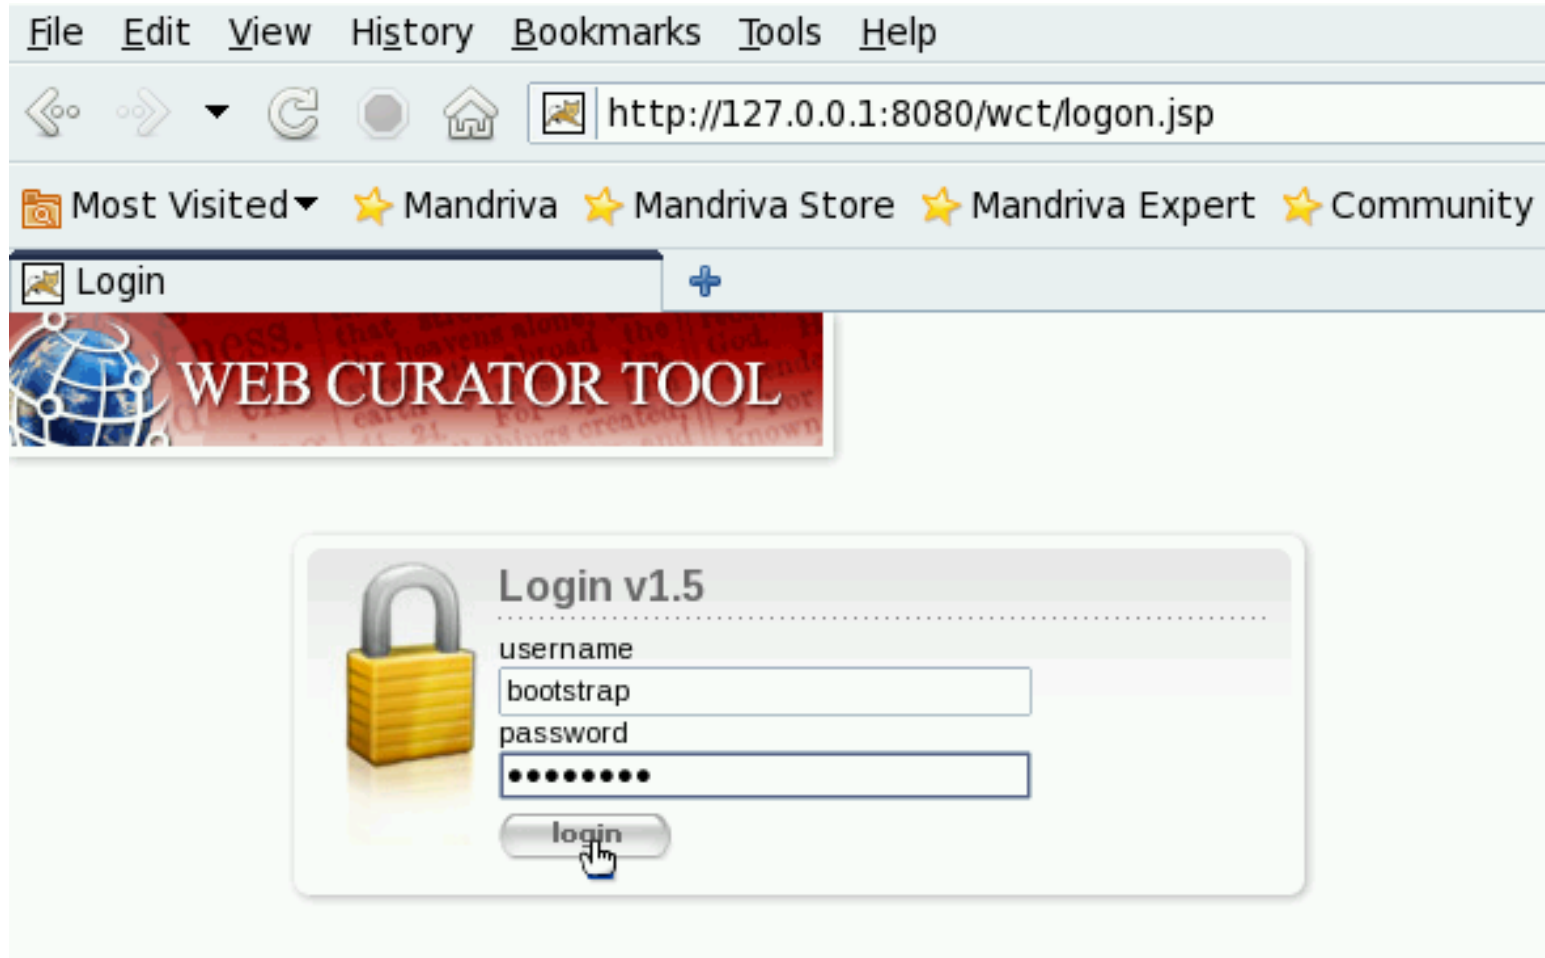 File Edit View History Bookmarks Tools Help
http://127.0.0.1:8080/wct/logon.jsp
Most Visited Mandriva Mandriva Store Mandriva Expert Community
Login
WEB CURATOR TOOL
Login v1.5
username
bootstrap
password
••••••••
login